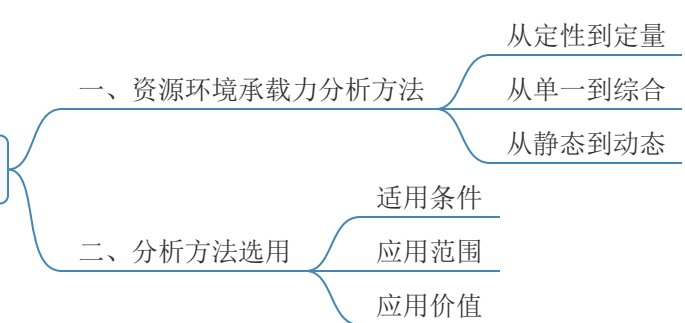 一、资源环境承载力分析方法
从定性到定量
从单一到综合
从静态到动态
二、分析方法选用
适用条件
应用范围
应用价值